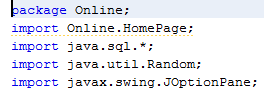 package Online;
import Online.HomePage;
import java.sql.*;
import java.util.Random;
import javax.swing.JOptionPane;